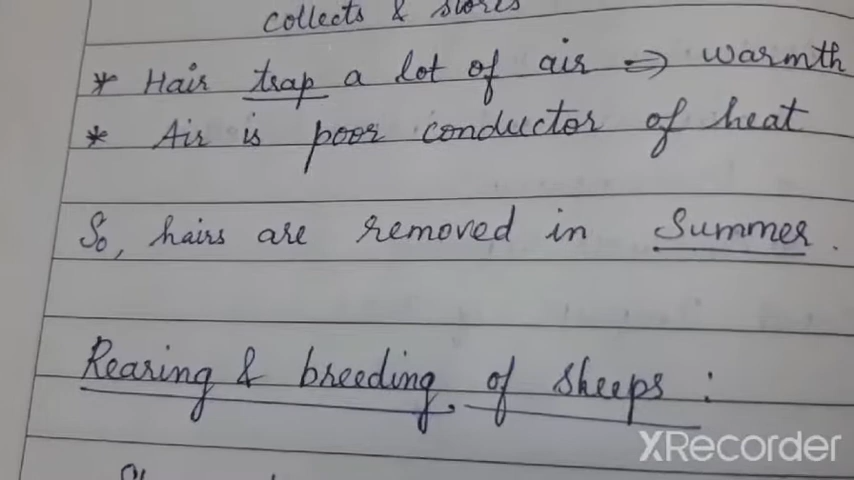 collects & stores
* Hair trap a lot of air ⇒ warmth
* Air is poor conductor of heat
So, hairs are removed in Summer.
Rearing & breeding of sheeps :
XRecorder